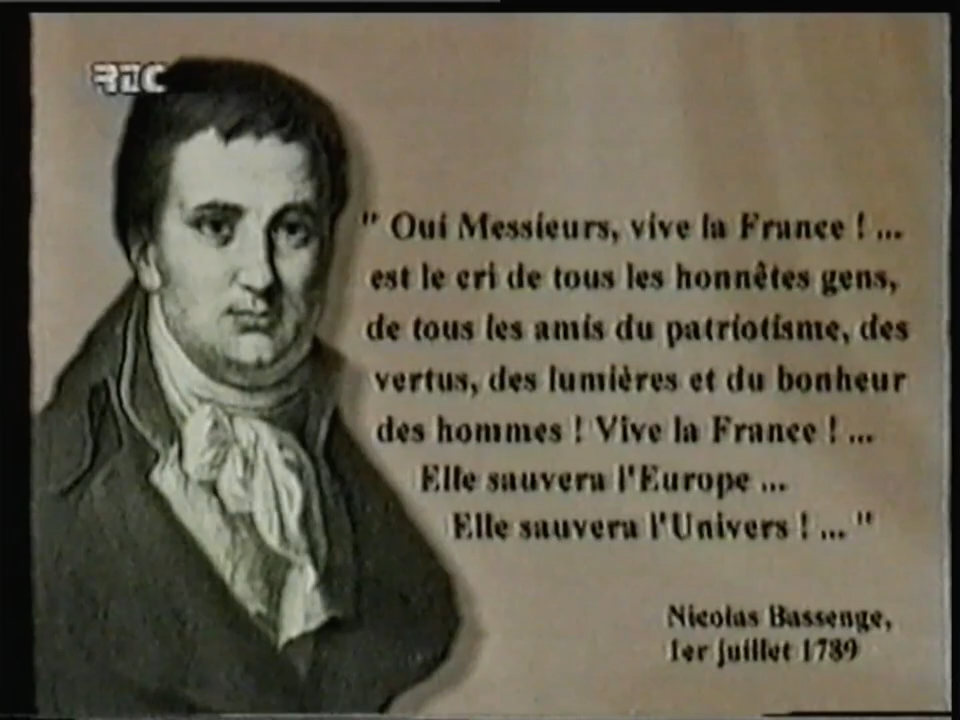 RTC
" Oui Messieurs, vive la France ! ...
est le cri de tous les honnêtes gens,
de tous les amis du patriotisme, des
vertus, des lumières et du bonheur
des hommes ! Vive la France ! ...
Elle sauvera l'Europe ...
Elle sauvera l'Univers ! ... "
Nicolas Bassenge,
1er juillet 1789